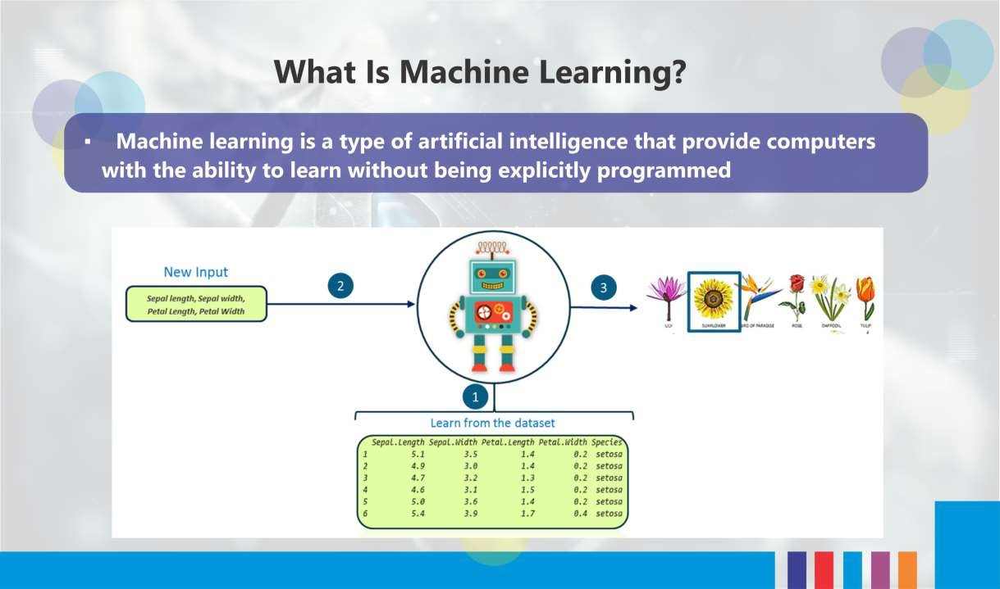 What Is Machine Learning?
▪ Machine learning is a type of artificial intelligence that provide computers
with the ability to learn without being explicitly programmed
New Input
Sepal length, Sepal width,
Petal Length, Petal Width
2
3
LILY
SUNFLOWER
BIRD OF PARADISE
ROSE
DAFFODIL
TULIP
1
Learn from the dataset
Sepal.Length Sepal.Width Petal.Length Petal.Width Species
1 5.1 3.5 1.4 0.2 setosa
2 4.9 3.0 1.4 0.2 setosa
3 4.7 3.2 1.3 0.2 setosa
4 4.6 3.1 1.5 0.2 setosa
5 5.0 3.6 1.4 0.2 setosa
6 5.4 3.9 1.7 0.4 setosa